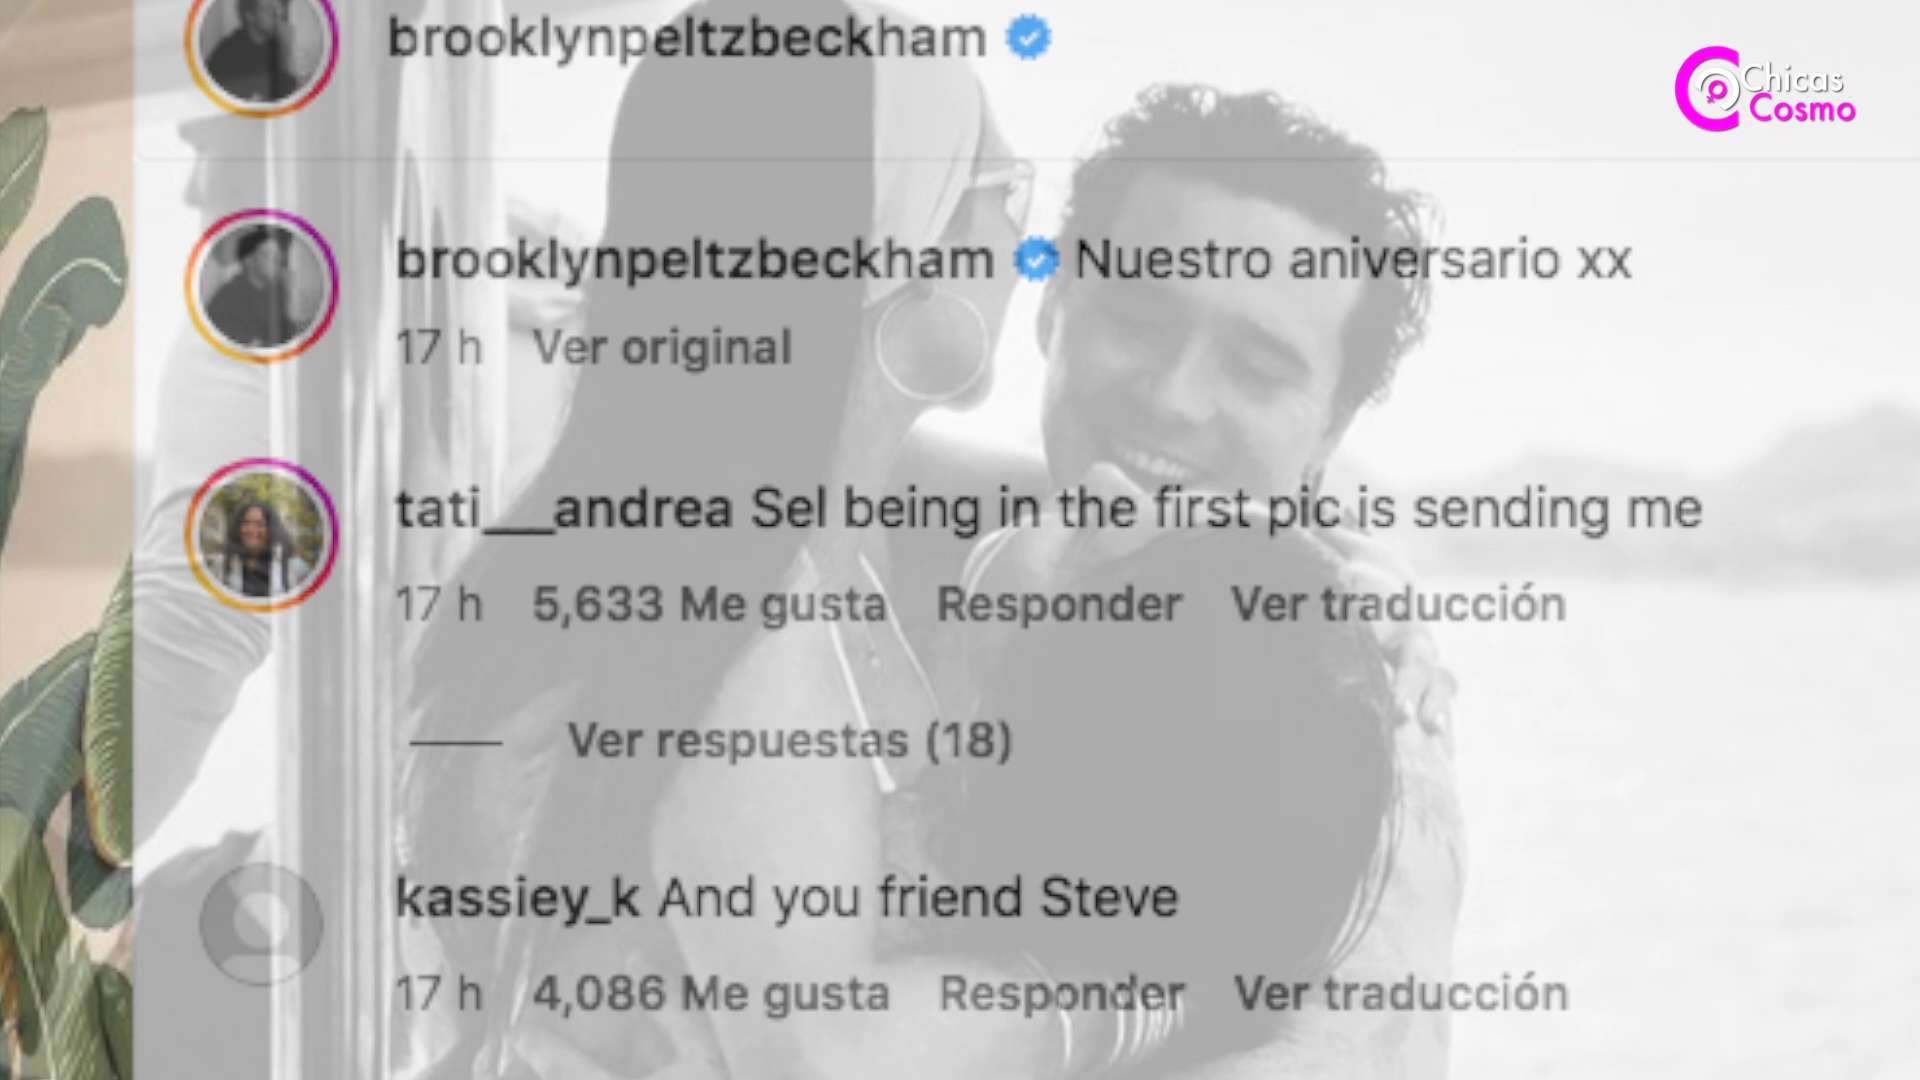 brooklynpeltzbeckham
Chicas
Cosmo
brooklynpeltzbeckham Nuestro aniversario xx
17 h Ver original
tati___andrea Sel being in the first pic is sending me
17 h 5,633 Me gusta Responder Ver traducción
Ver respuestas (18)
kassiey_k And you friend Steve
17 h 4,086 Me gusta Responder Ver traducción